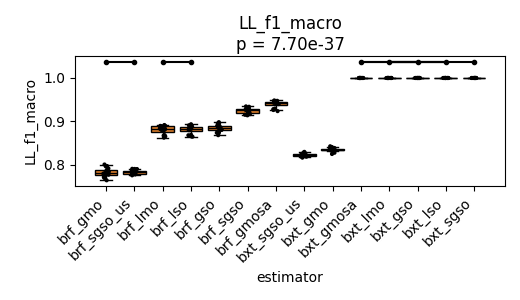 LL_f1_macro
p = 7.70e-37
LL_f1_macro
1.0
0.9
0.8
brf_gmo
brf_sgso_us
brf_lmo
brf_lso
brf_gso
brf_sgso
brf_gmosa
bxt_sgso_us
bxt_gmo
bxt_gmosa
bxt_lmo
bxt_gso
bxt_lso
bxt_sgso
estimator